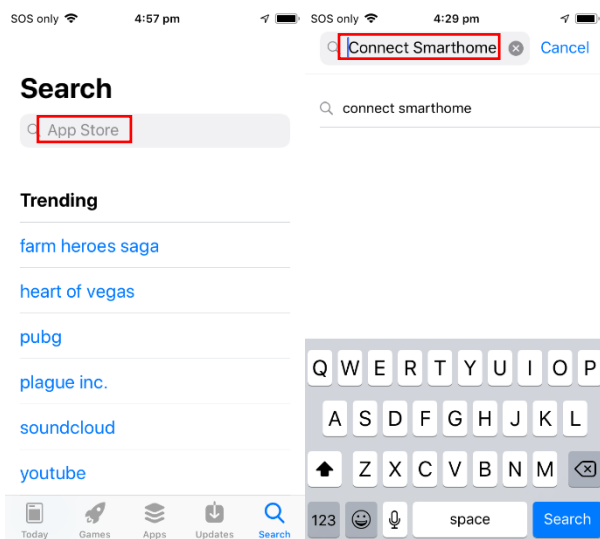 SOS only 4:57 pm
Search
App Store
Trending
farm heroes saga
heart of vegas
pubg
plague inc.
soundcloud
youtube
Today Games Apps Updates Search
SOS only 4:29 pm
Connect Smarthome Cancel
connect smarthome
Q W E R T Y U I O P
A S D F G H J K L
Z X C V B N M
123 space Search